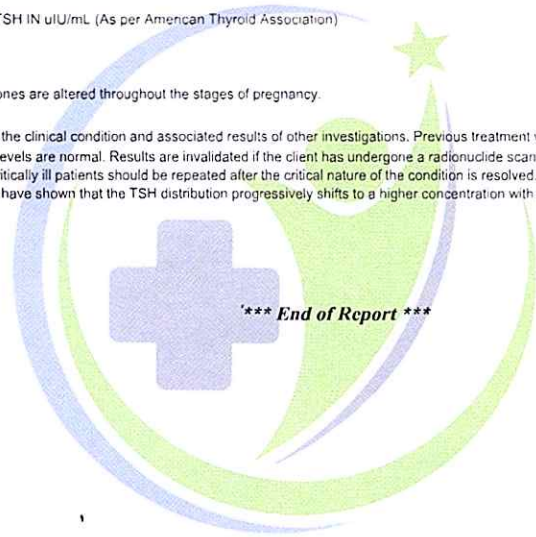 TSH IN uIU/mL (As per American Thyroid Association)
ones are altered throughout the stages of pregnancy.
the clinical condition and associated results of other investigations. Previous treatment
evels are normal. Results are invalidated if the client has undergone a radionuclide scan
itically ill patients should be repeated after the critical nature of the condition is resolved.
have shown that the TSH distribution progressively shifts to a higher concentration with
*** End of Report ***